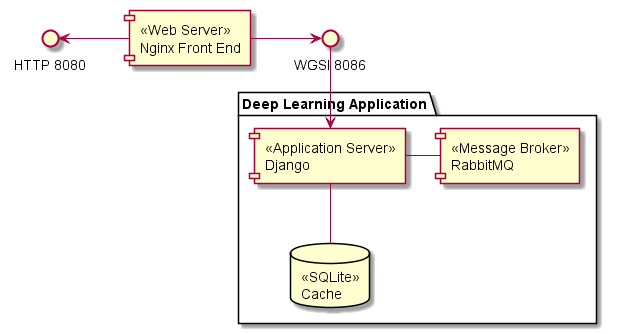 «Web Server»
Nginx Front End
HTTP 8080
WGSI 8086
Deep Learning Application
«Application Server»
Django
«Message Broker»
RabbitMQ
«SQLite»
Cache